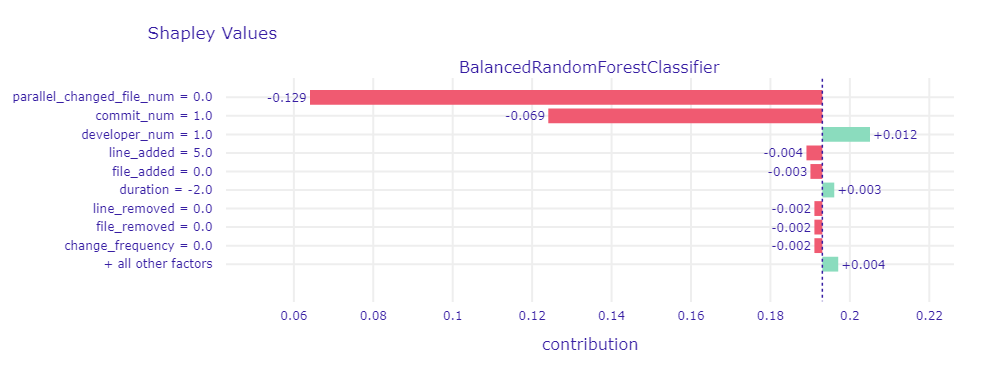 Shapley Values
BalancedRandomForestClassifier
parallel_changed_file_num = 0.0 -0.129
commit_num = 1.0 -0.069
developer_num = 1.0 +0.012
line_added = 5.0 -0.004
file_added = 0.0 -0.003
duration = -2.0 +0.003
line_removed = 0.0 -0.002
file_removed = 0.0 -0.002
change_frequency = 0.0 -0.002
+ all other factors +0.004
0.06 0.08 0.1 0.12 0.14 0.16 0.18 0.2 0.22
contribution